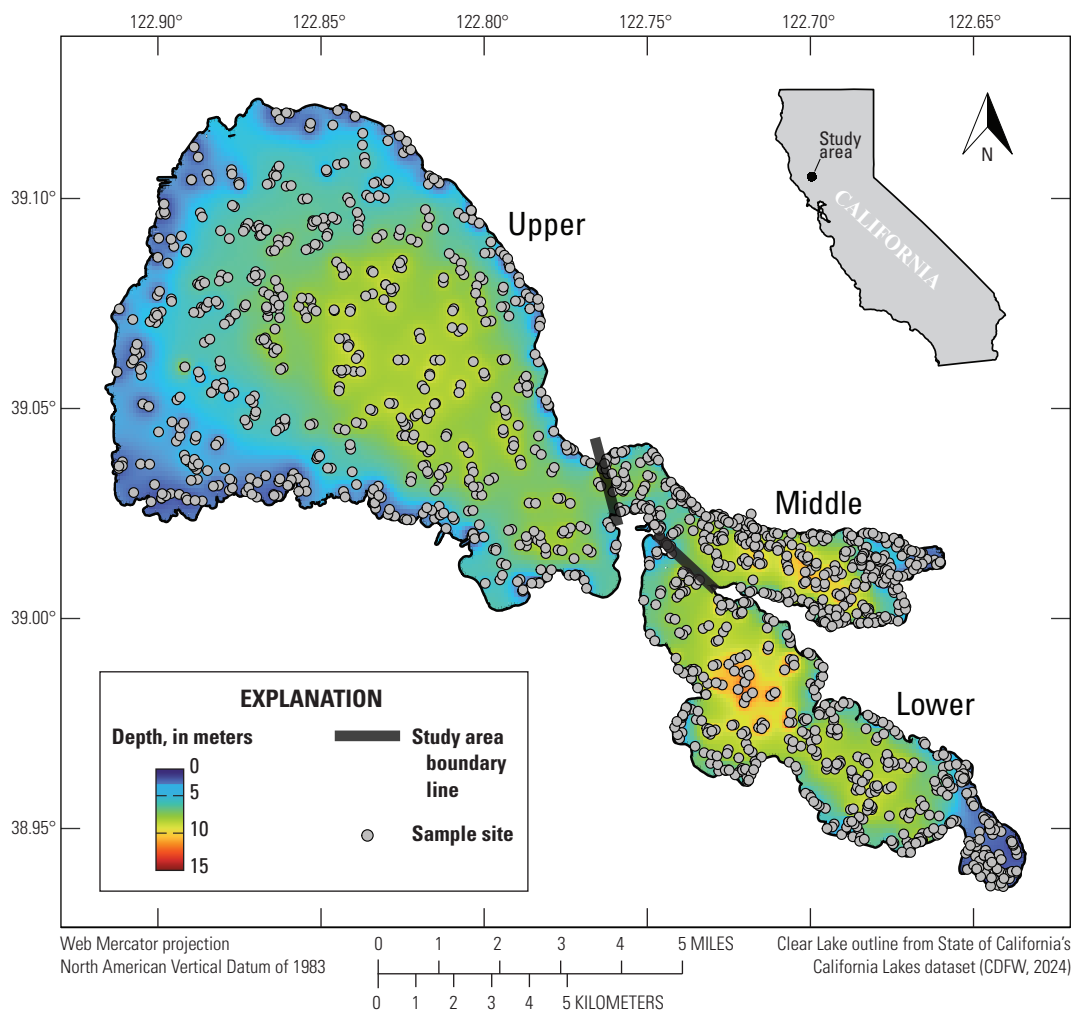 122.90° 122.85° 122.80° 122.75° 122.70° 122.65°
39.10°
39.05°
39.00°
38.95°
Upper
Middle
Lower
Study
area
CALIFORNIA
N
EXPLANATION
Depth, in meters
0
5
10
15
Study area
boundary
line
Sample site
Web Mercator projection
North American Vertical Datum of 1983
0 1 2 3 4 5 MILES
0 1 2 3 4 5 KILOMETERS
Clear Lake outline from State of California's
California Lakes dataset (CDFW, 2024)